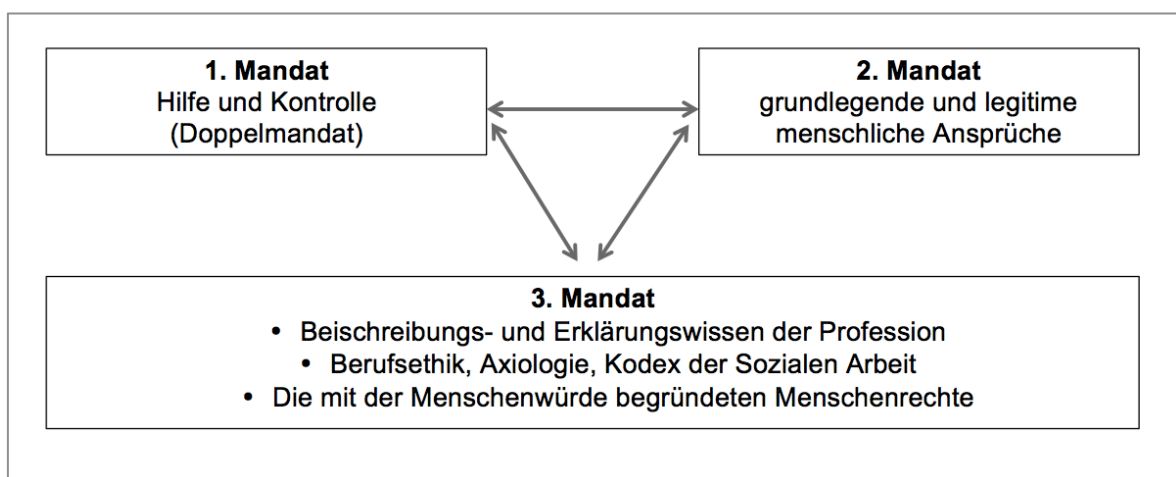 1. Mandat
Hilfe und Kontrolle
(Doppelmandat)
2. Mandat
grundlegende und legitime
menschliche Ansprüche
3. Mandat
• Beischreibungs- und Erklärungswissen der Profession
• Berufsethik, Axiologie, Kodex der Sozialen Arbeit
• Die mit der Menschenwürde begründeten Menschenrechte